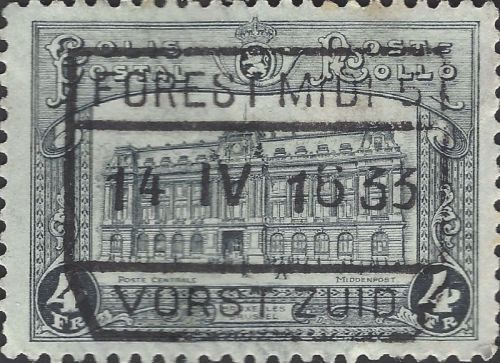 COLIS POSTAL POSTE COLLO
FOREST MIDI 5
14 IV 16 33
POSTE CENTRALE MIDDENPOST
4 FR VORST ZUID 4 FR